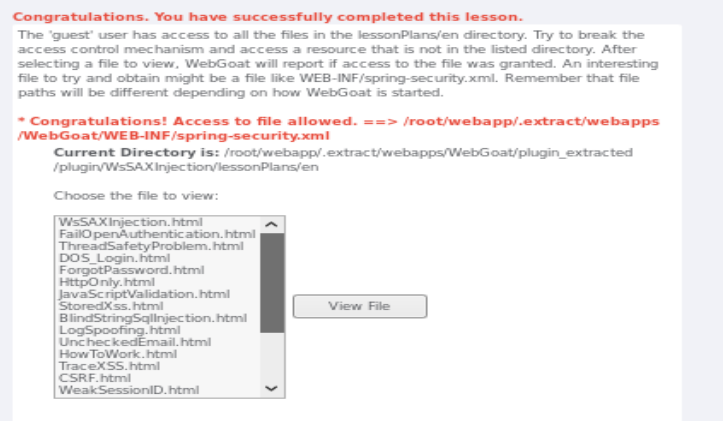 Congratulations. You have successfully completed this lesson.
The 'guest' user has access to all the files in the lessonPlans/en directory. Try to break the
access control mechanism and access a resource that is not in the listed directory. After
selecting a file to view, WebGoat will report if access to the file was granted. An interesting
file to try and obtain might be a file like WEB-INF/spring-security.xml. Remember that file
paths will be different depending on how WebGoat is started.
* Congratulations! Access to file allowed. ==> /root/webapp/.extract/webapps
/WebGoat/WEB-INF/spring-security.xml
Current Directory is: /root/webapp/.extract/webapps/WebGoat/plugin_extracted
/plugin/WsSAXInjection/lessonPlans/en
Choose the file to view:
WsSAXInjection.html
FailOpenAuthentication.html
ThreadSafetyProblem.html
DOS_Login.html
ForgotPassword.html
HttpOnly.html
JavaScriptValidation.html
StoredXss.html
BlindStringSqlInjection.html
LogSpoofing.html
UncheckedEmail.html
HowToWork.html
TraceXSS.html
CSRF.html
WeakSessionID.html
View File